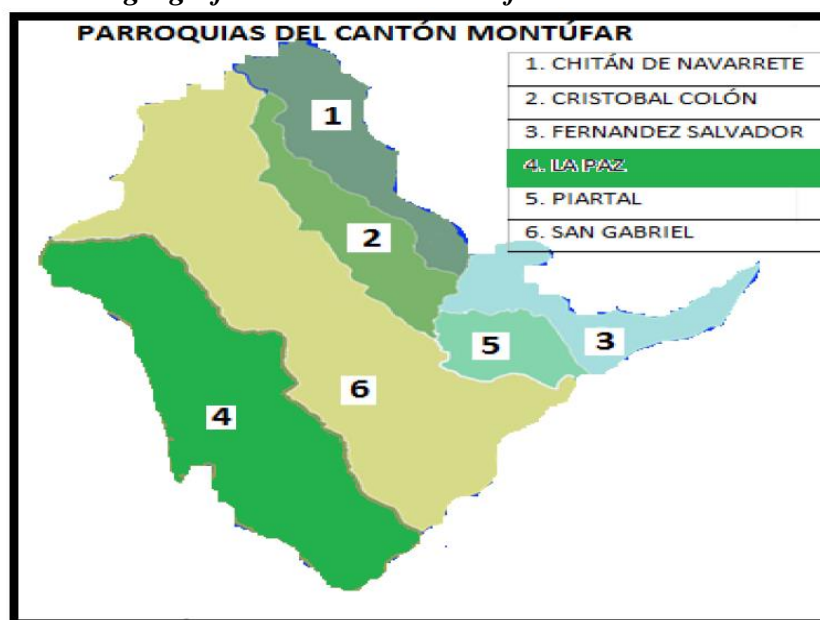 PARROQUIAS DEL CANTÓN MONTÚFAR
1. CHITÁN DE NAVARRETE
2. CRISTOBAL COLÓN
3. FERNANDEZ SALVADOR
4. LA PAZ
5. PIARTAL
6. SAN GABRIEL
1
2
3
5
6
4